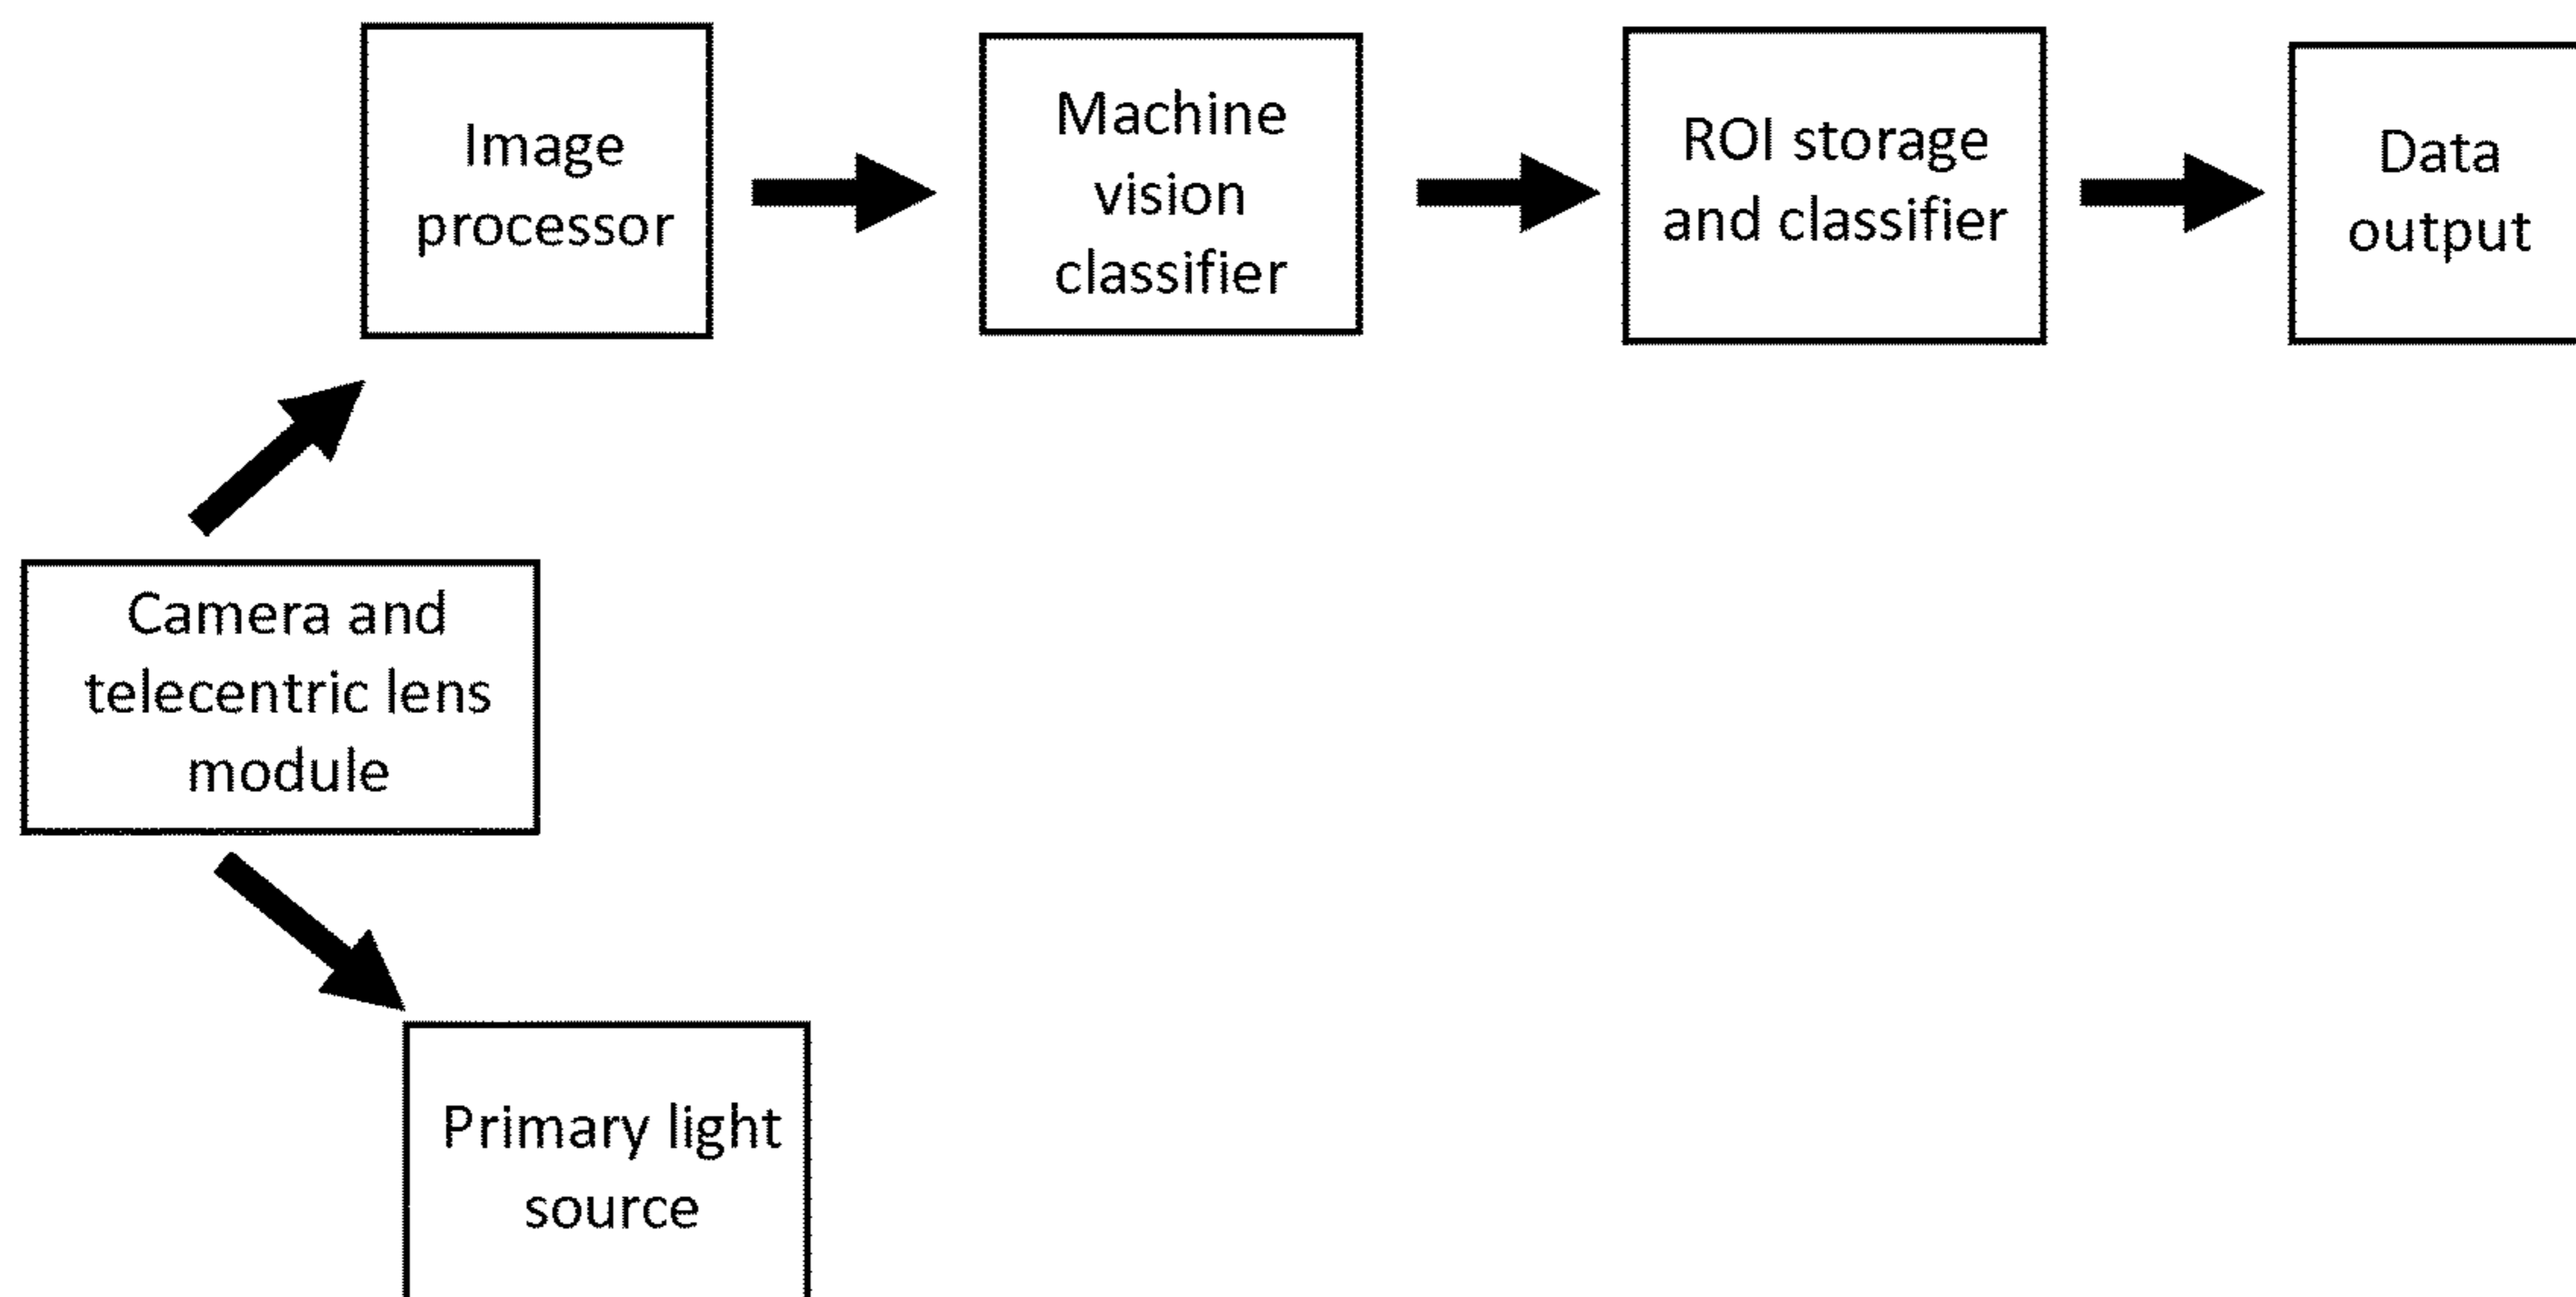 Image
processor
Machine
vision
classifier
ROI storage
and classifier
Data
output
Camera and
telecentric lens
module
Primary light
source